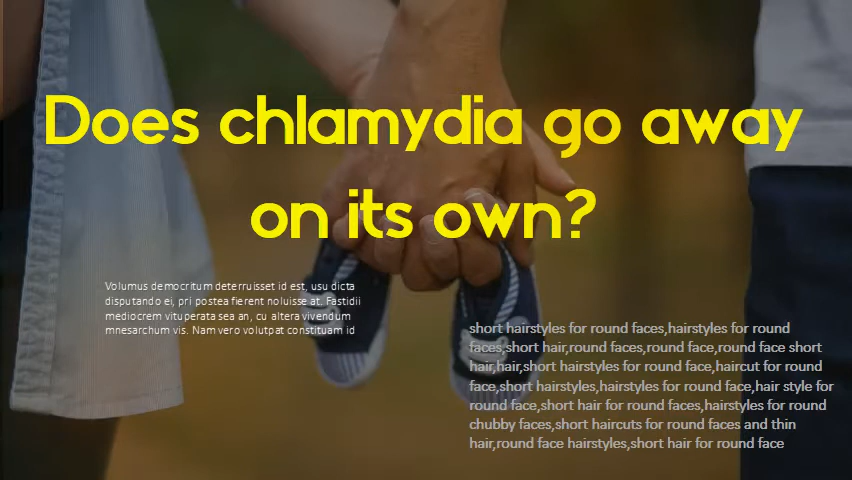 Does chlamydia go away
on its own?
Volumus democritum deterruisset id est, usu dicta
disputando ei, pri postea fierent noluisse at. Fastidii
mediocrem vituperata sea an, cu altera vivendum
mnesarchum vis. Nam vero volutpat constituam id
short hairstyles for round faces,hairstyles for round
faces,short hair,round faces,round face,round face short
hair,hair,short hairstyles for round face,haircut for round
face,short hairstyles,hairstyles for round face,hair style for
round face,short hair for round faces,hairstyles for round
chubby faces,short haircuts for round faces and thin
hair,round face hairstyles,short hair for round face